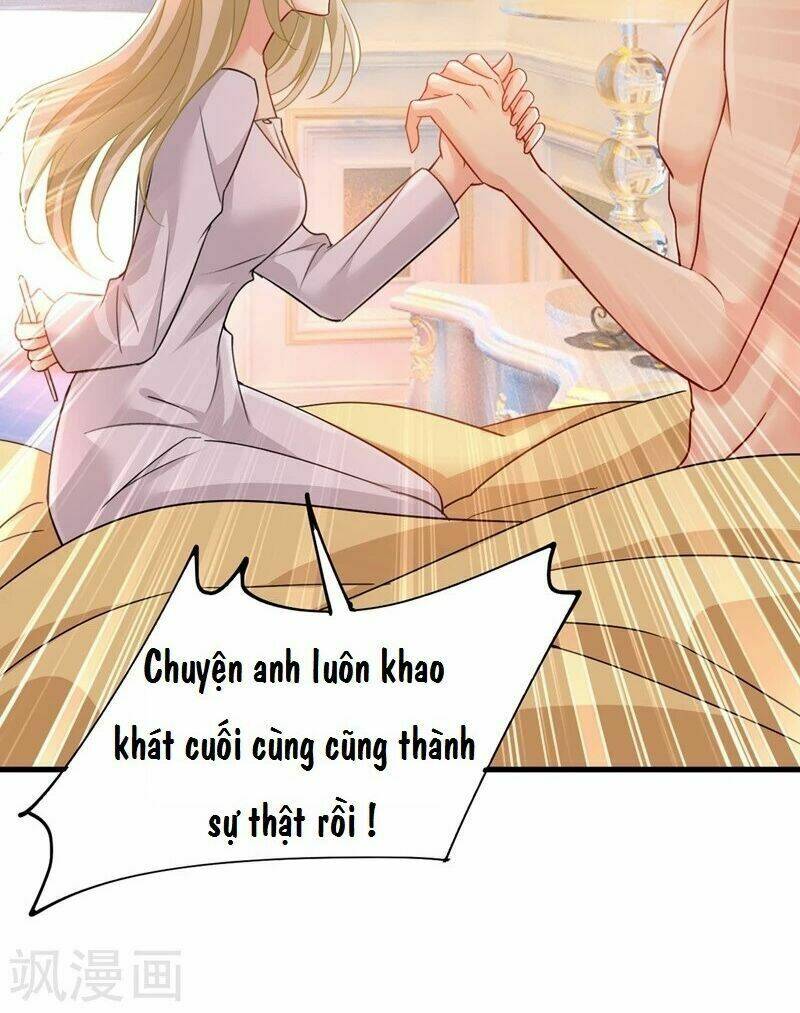 Chuyện anh luôn khao
khát cuối cùng cũng thành
sự thật rồi !
飒漫画